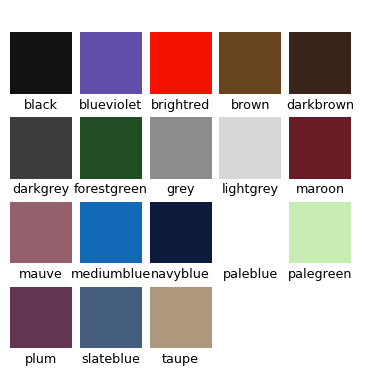 black blueviolet brightred brown darkbrown
darkgrey forestgreen grey lightgrey maroon
mauve mediumblue navyblue paleblue palegreen
plum slateblue taupe